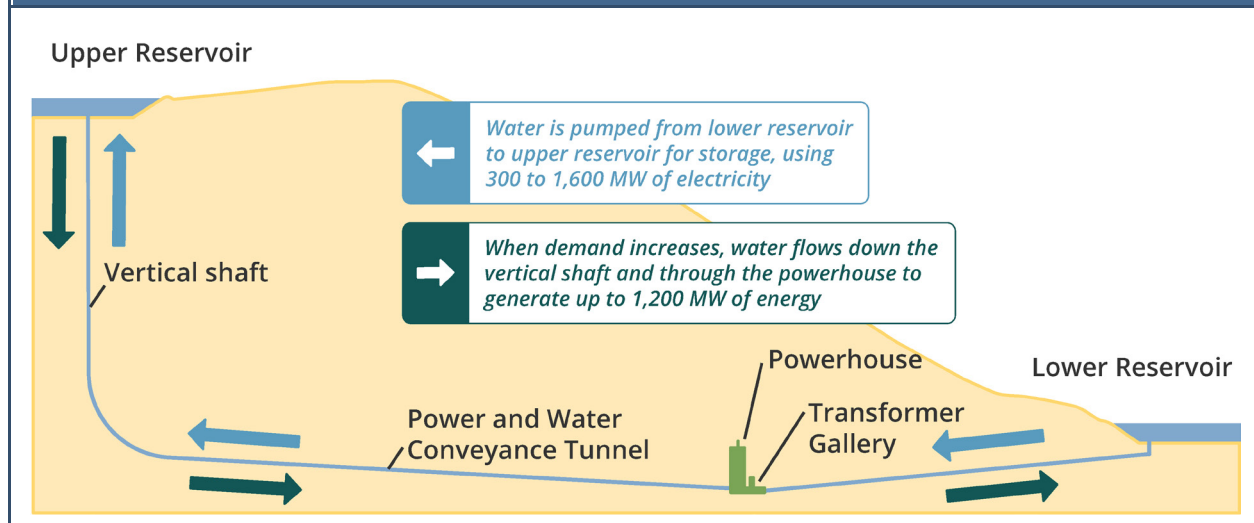 Upper Reservoir
Water is pumped from lower reservoir
to upper reservoir for storage, using
300 to 1,600 MW of electricity
When demand increases, water flows down the
vertical shaft and through the powerhouse to
generate up to 1,200 MW of energy
Vertical shaft
Powerhouse
Lower Reservoir
Power and Water
Conveyance Tunnel
Transformer
Gallery